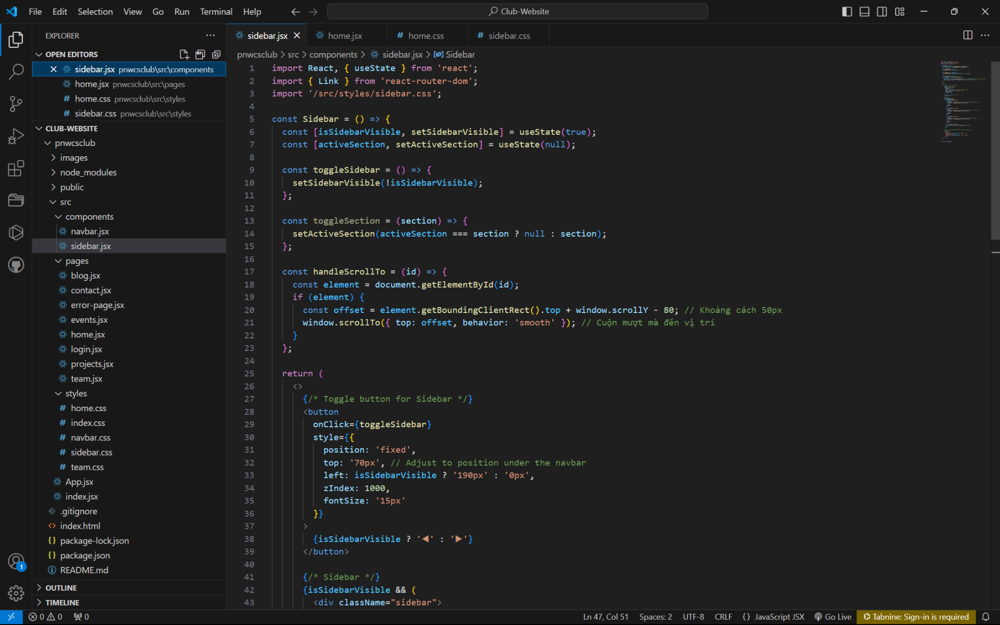 File Edit Selection View Go Run Terminal Help
Club-Website
EXPLORER
OPEN EDITORS
sidebar.jsx pnwcsclub\src\components
home.jsx pnwcsclub\src\pages
home.css pnwcsclub\src\styles
sidebar.css pnwcsclub\src\styles
CLUB-WEBSITE
pnwcsclub
images
node_modules
public
src
components
navbar.jsx
sidebar.jsx
pages
blog.jsx
contact.jsx
error-page.jsx
events.jsx
home.jsx
login.jsx
projects.jsx
team.jsx
styles
# home.css
# index.css
# navbar.css
# sidebar.css
# team.css
App.jsx
index.jsx
.gitignore
<> index.html
{} package-lock.json
{} package.json
README.md
OUTLINE
TIMELINE
1
sidebar.jsx home.jsx # home.css # sidebar.css
pnwcsclub > src > components > sidebar.jsx > Sidebar
1 import React, { useState } from 'react';
2 import { Link } from 'react-router-dom';
3 import '/src/styles/sidebar.css';
4
5 const Sidebar = () => {
6 const [isSidebarVisible, setSidebarVisible] = useState(true);
7 const [activeSection, setActiveSection] = useState(null);
8
9 const toggleSidebar = () => {
10 setSidebarVisible(!isSidebarVisible);
11 };
12
13 const toggleSection = (section) => {
14 setActiveSection(activeSection === section ? null : section);
15 };
16
17 const handleScrollTo = (id) => {
18 const element = document.getElementById(id);
19 if (element) {
20 const offset = element.getBoundingClientRect().top + window.scrollY - 80; // Khoảng cách 50px
21 window.scrollTo({ top: offset, behavior: 'smooth' }); // Cuộn mượt mà đến vị trí
22 }
23 };
24
25 return (
26 <>
27 {/* Toggle button for Sidebar */}
28 <button
29 onClick={toggleSidebar}
30 style={{
31 position: 'fixed',
32 top: '70px', // Adjust to position under the navbar
33 left: isSidebarVisible ? '190px' : '0px',
34 zIndex: 1000,
35 fontSize: '15px'
36 }}
37 >
38 {isSidebarVisible ? '◀' : '▶'}
39 </button>
40
41 {/* Sidebar */}
42 {isSidebarVisible && (
43 <div className="sidebar">
0 0 0 Ln 47, Col 51 Spaces: 2 UTF-8 CRLF {} JavaScript JSX Go Live Tabnine: Sign-in is required